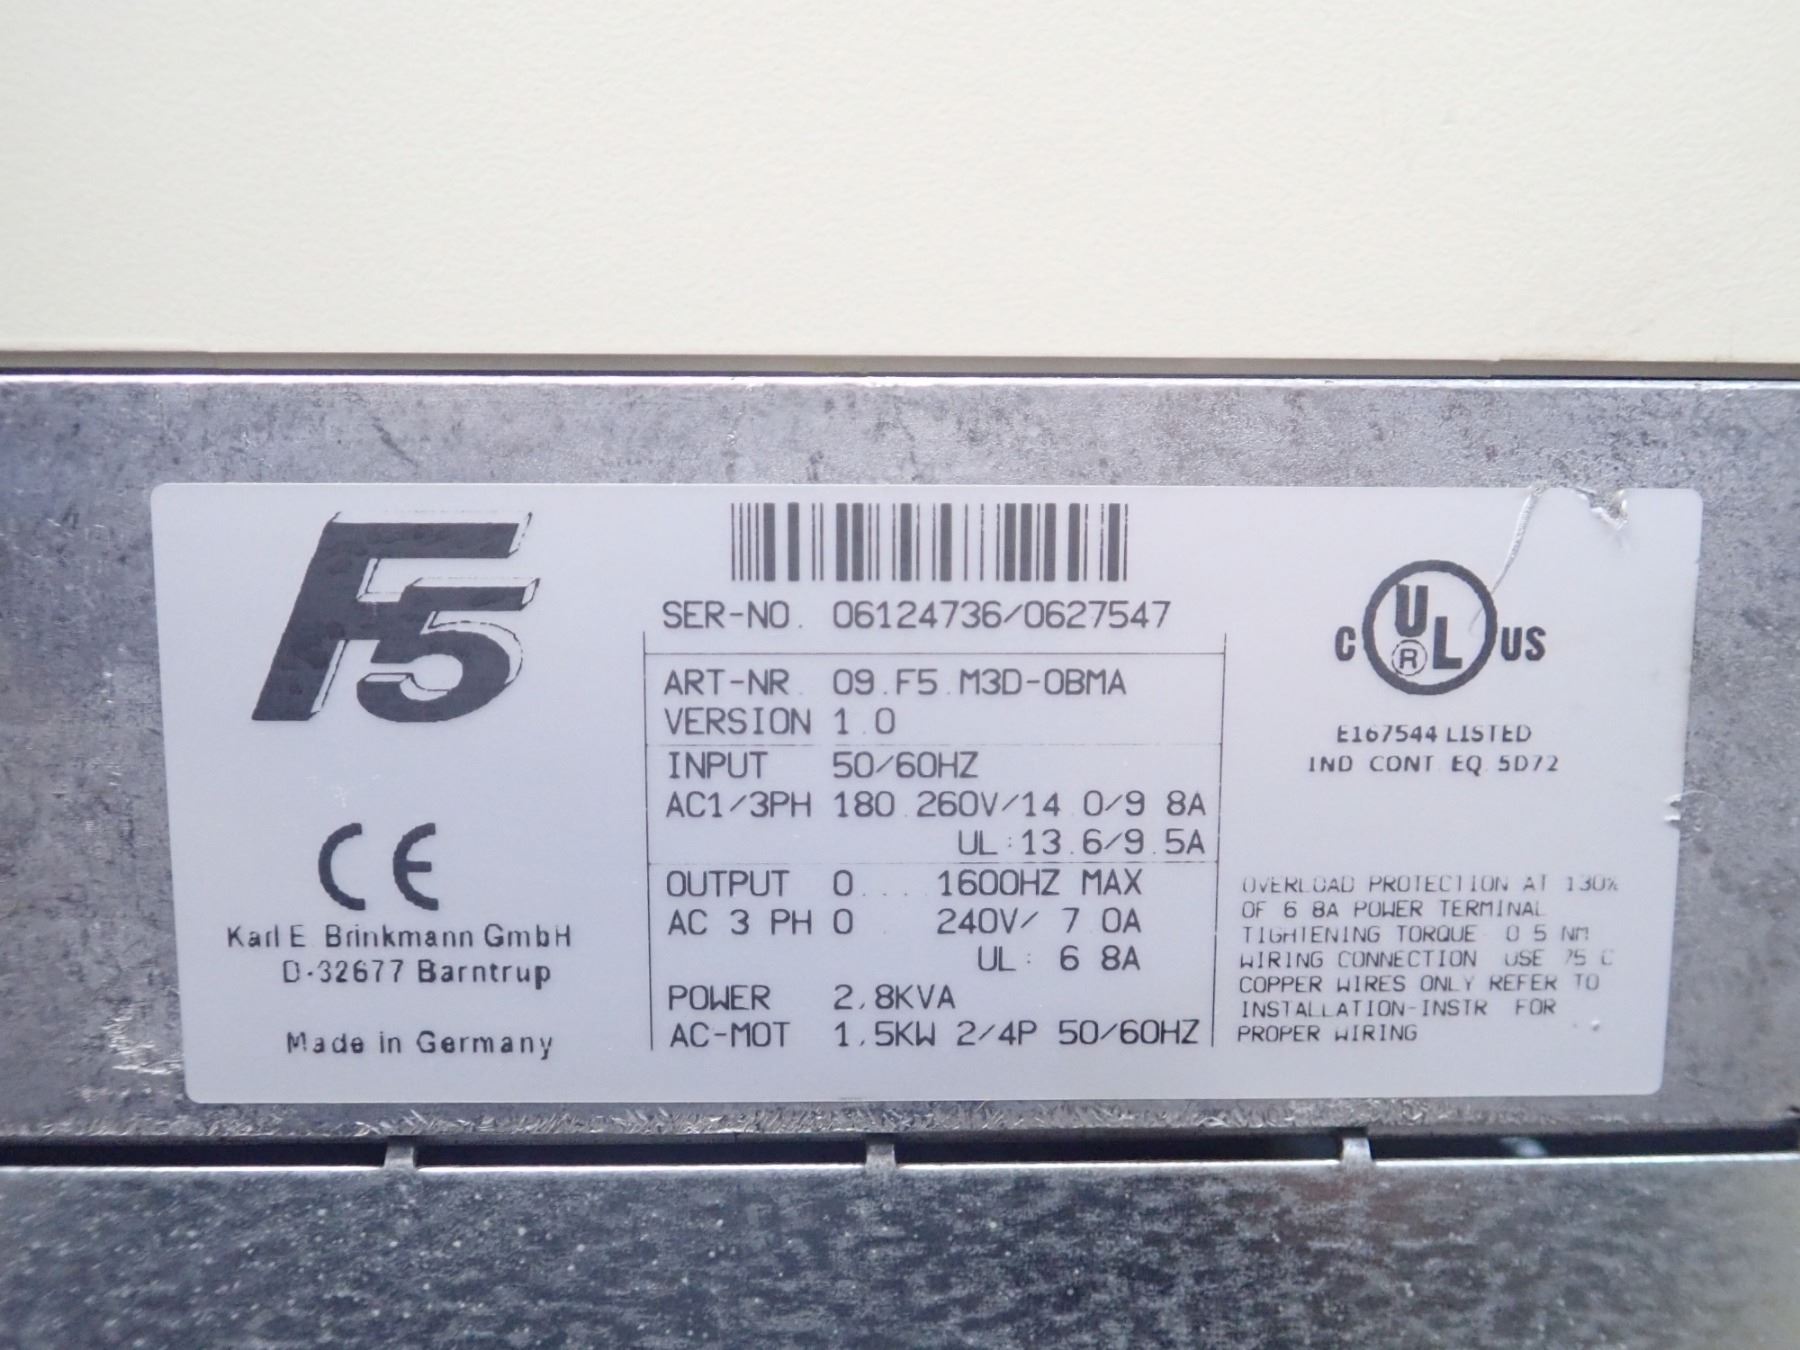 F5
CE
Karl E. Brinkmann GmbH
D-32677 Barntrup
Made in Germany
SER-NO. 06124736/0627547
ART-NR. 09.F5.M3D-0BMA
VERSION 1.0
INPUT 50/60HZ
AC1/3PH 180.260V/14.0/9.8A
UL:13.6/9.5A
OUTPUT 0... 1600HZ MAX
AC 3 PH 0 240V/ 7.0A
UL: 6.8A
POWER 2,8KVA
AC-MOT 1,5KW 2/4P 50/60HZ
C UL US
®
E167544 LISTED
IND. CONT. EQ. 5D72
OVERLOAD PROTECTION AT 130%
OF 6.8A POWER TERMINAL
TIGHTENING TORQUE 0.5 NM
WIRING CONNECTION USE 75 C
COPPER WIRES ONLY REFER TO
INSTALLATION-INSTR. FOR
PROPER WIRING